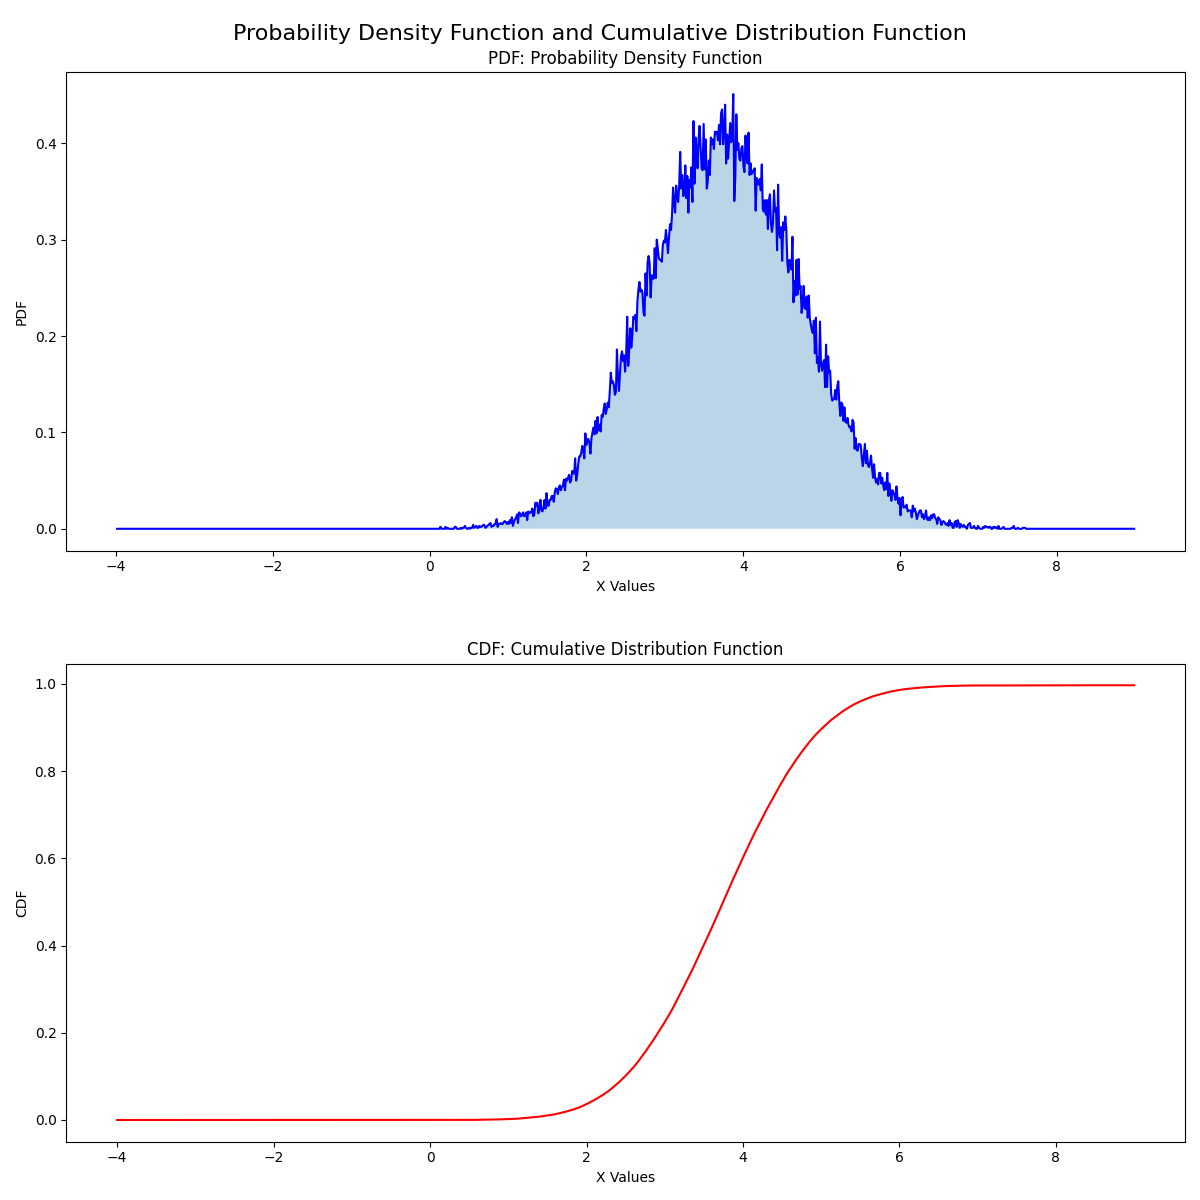 Probability Density Function and Cumulative Distribution Function
PDF: Probability Density Function
0.4
0.3
0.2
0.1
0.0
PDF
−4 −2 0 2 4 6 8
X Values
CDF: Cumulative Distribution Function
1.0
0.8
0.6
0.4
0.2
0.0
CDF
−4 −2 0 2 4 6 8
X Values